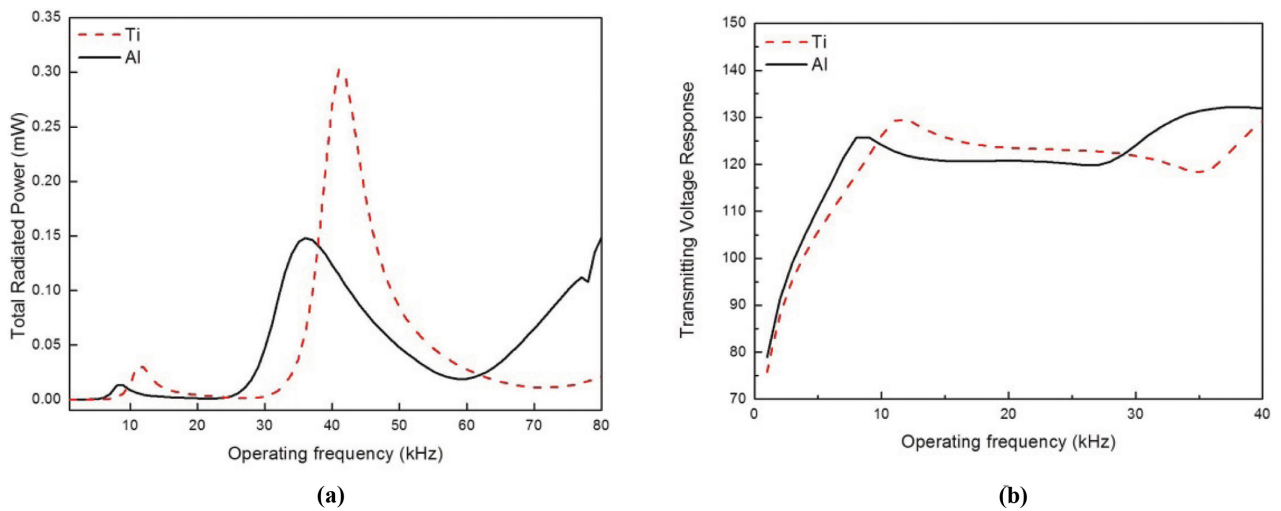 0.35
0.30
0.25
0.20
0.15
0.10
0.05
0.00
Total Radiated Power (mW)
Ti
Al
10 20 30 40 50 60 70 80
Operating frequency (kHz)
(a)
150
140
130
120
110
100
90
80
70
Transmitting Voltage Response
Ti
Al
0 10 20 30 40
Operating frequency (kHz)
(b)